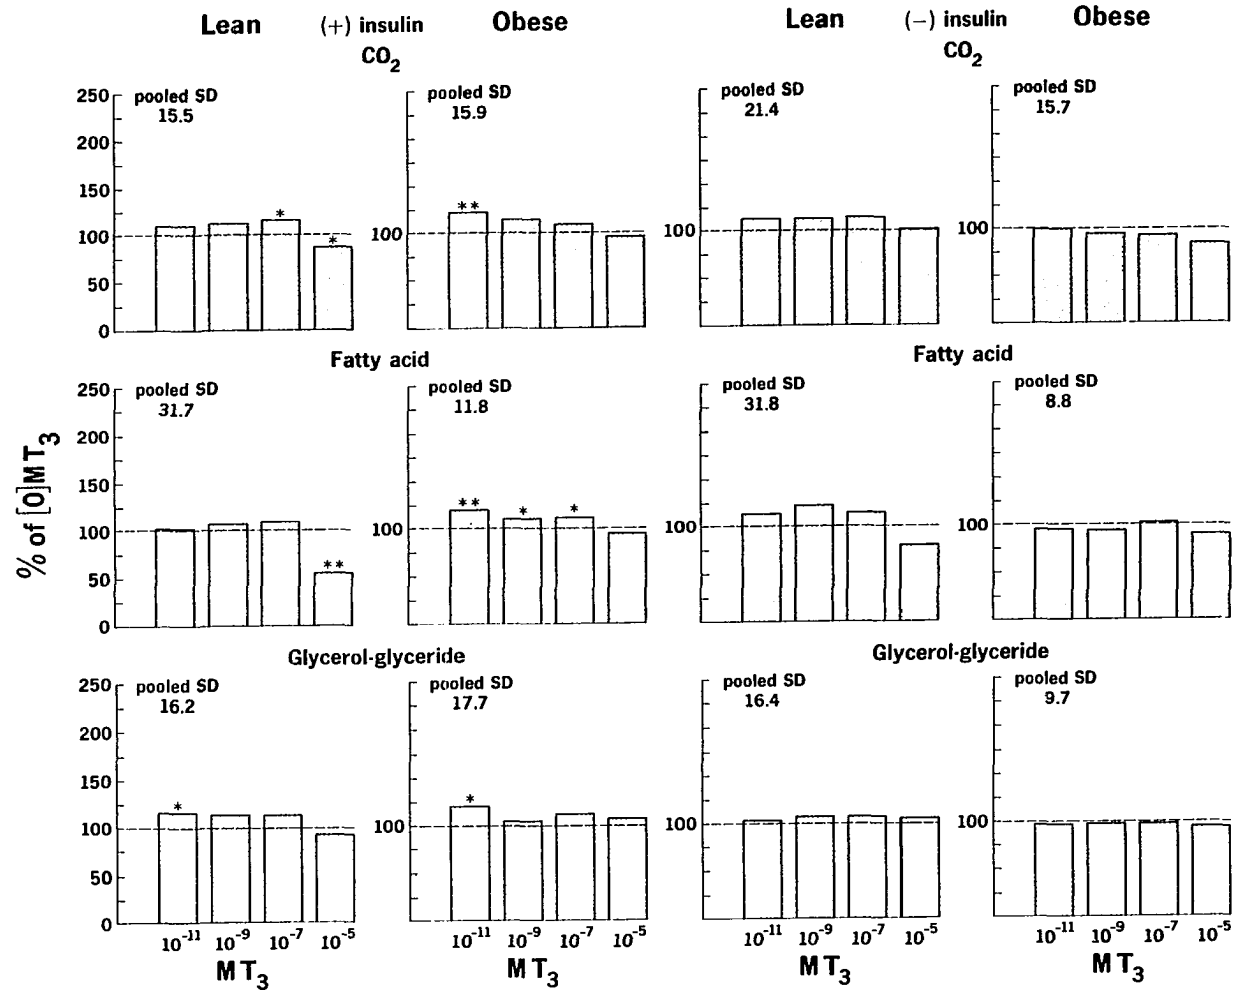 Lean (+) insulin Obese Lean (−) insulin Obese
CO2 CO2
pooled SD 15.5
pooled SD 15.9
pooled SD 21.4
pooled SD 15.7
250
200
150
100
50
0
* *
100
**
100
100
Fatty acid Fatty acid
pooled SD 31.7
pooled SD 11.8
pooled SD 31.8
pooled SD 8.8
% of [O]MT3
250
200
150
100
50
0
**
100
** * *
100
100
Glycerol-glyceride Glycerol-glyceride
pooled SD 16.2
pooled SD 17.7
pooled SD 16.4
pooled SD 9.7
250
200
150
100
50
0
*
100
*
100
100
10-11 10-9 10-7 10-5 10-11 10-9 10-7 10-5 10-11 10-9 10-7 10-5 10-11 10-9 10-7 10-5
MT3 MT3 MT3 MT3